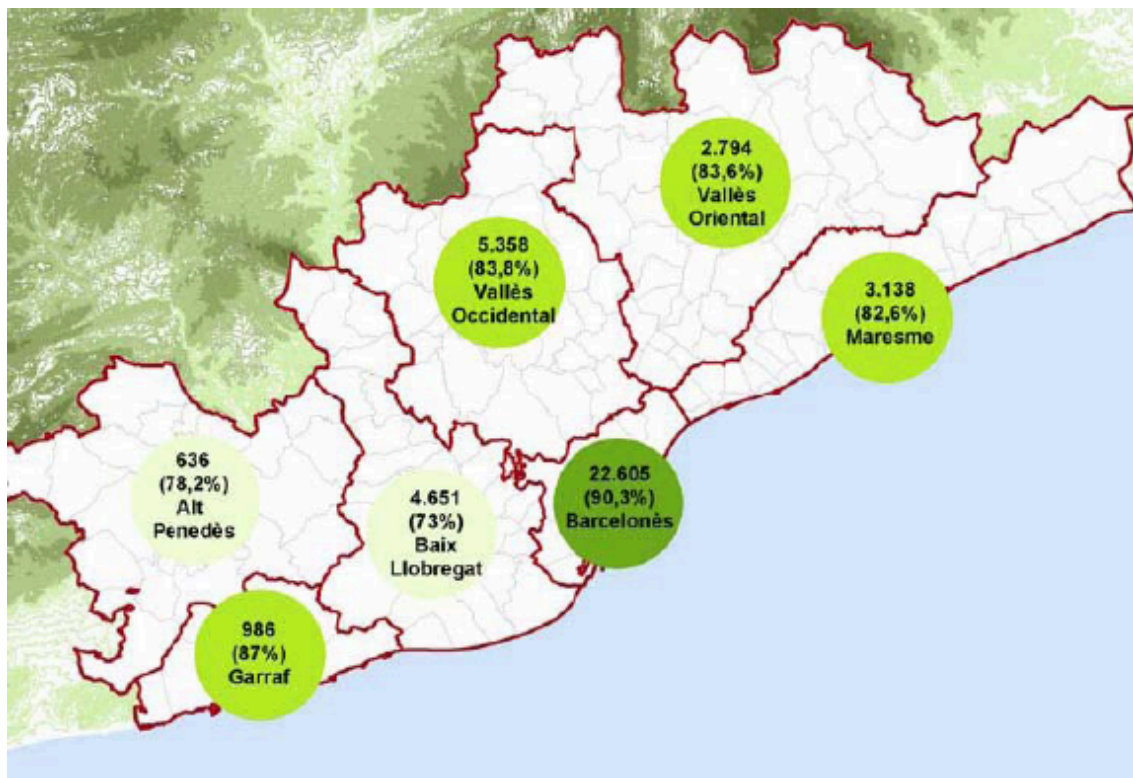 2.794
(83,6%)
Vallès
Oriental
5.358
(83,8%)
Vallès
Occidental
3.138
(82,6%)
Maresme
636
(78,2%)
Alt
Penedès
4.651
(73%)
Baix
Llobregat
22.605
(90,3%)
Barcelonès
986
(87%)
Garraf